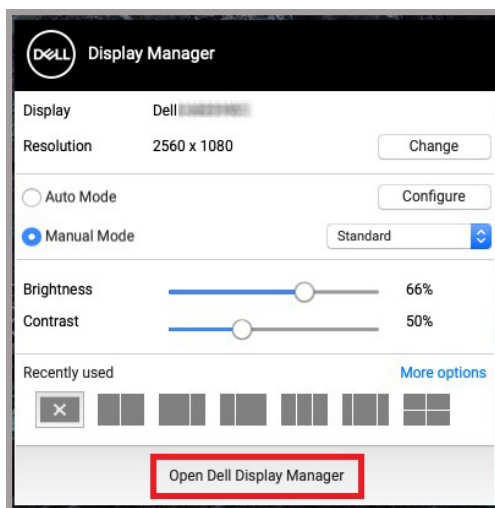 DELL Display Manager
Display Dell
Resolution 2560 x 1080 Change
Auto Mode Configure
Manual Mode Standard
Brightness 66%
Contrast 50%
Recently used More options
Open Dell Display Manager